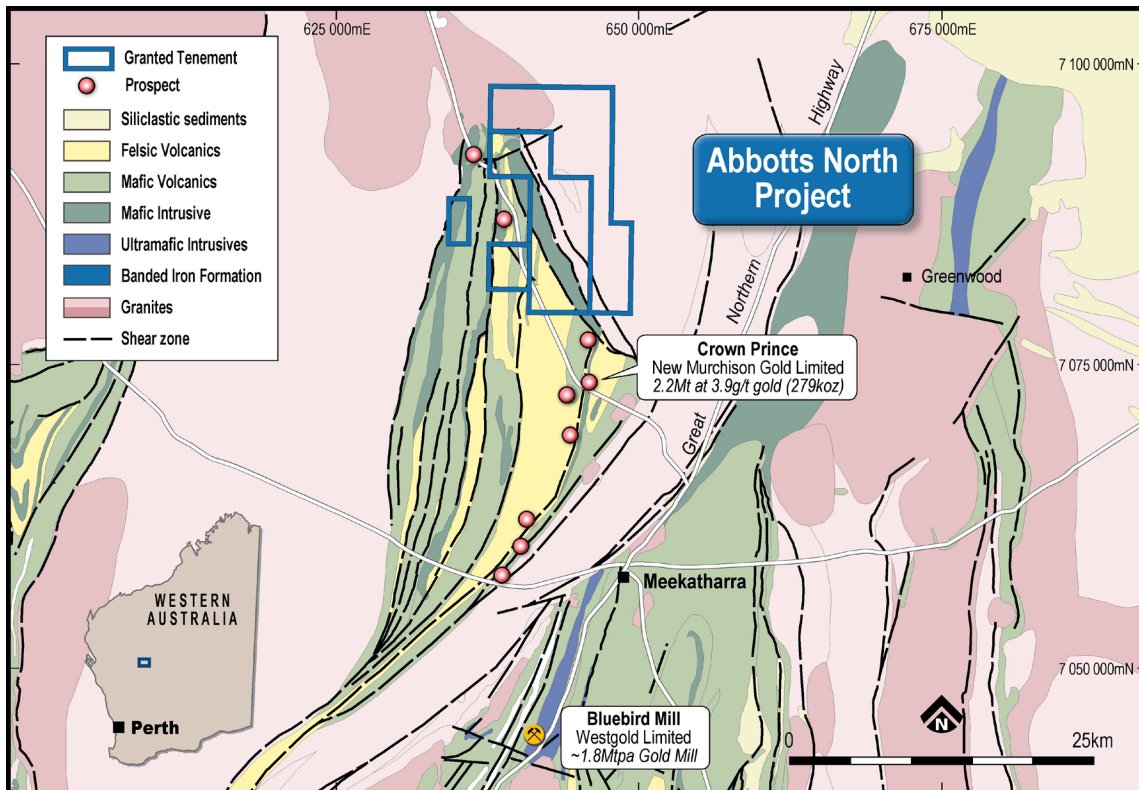 625 000mE
650 000mE
675 000mE
7 100 000mN
7 075 000mN
7 050 000mN
Granted Tenement
Prospect
Siliclastic sediments
Felsic Volcanics
Mafic Volcanics
Mafic Intrusive
Ultramafic Intrusives
Banded Iron Formation
Granites
Shear zone
Abbotts North
Project
Great Northern Highway
Greenwood
Crown Prince
New Murchison Gold Limited
2.2Mt at 3.9g/t gold (279koz)
Meekatharra
WESTERN
AUSTRALIA
Perth
Bluebird Mill
Westgold Limited
~1.8Mtpa Gold Mill
N
0
25km